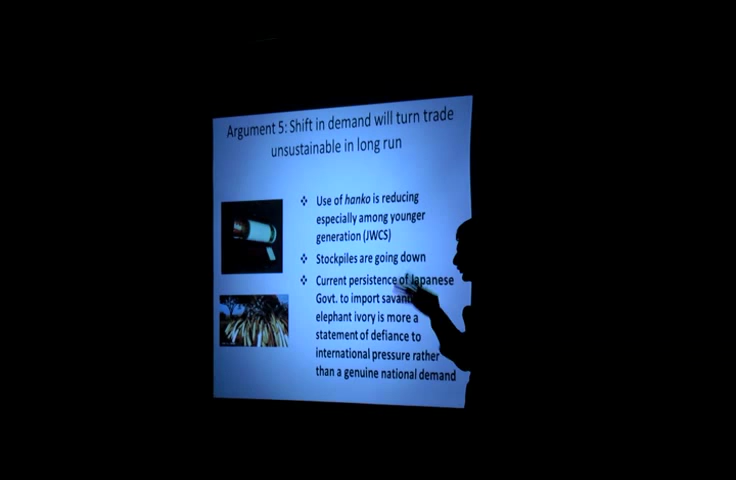 Argument 5: Shift in demand will turn trade
unsustainable in long run
❖ Use of hanko is reducing
especially among younger
generation (JWCS)
❖ Stockpiles are going down
❖ Current persistence of Japanese
Govt. to import
elephant ivory is more a
statement of defiance to
international pressure rather
than a genuine national demand